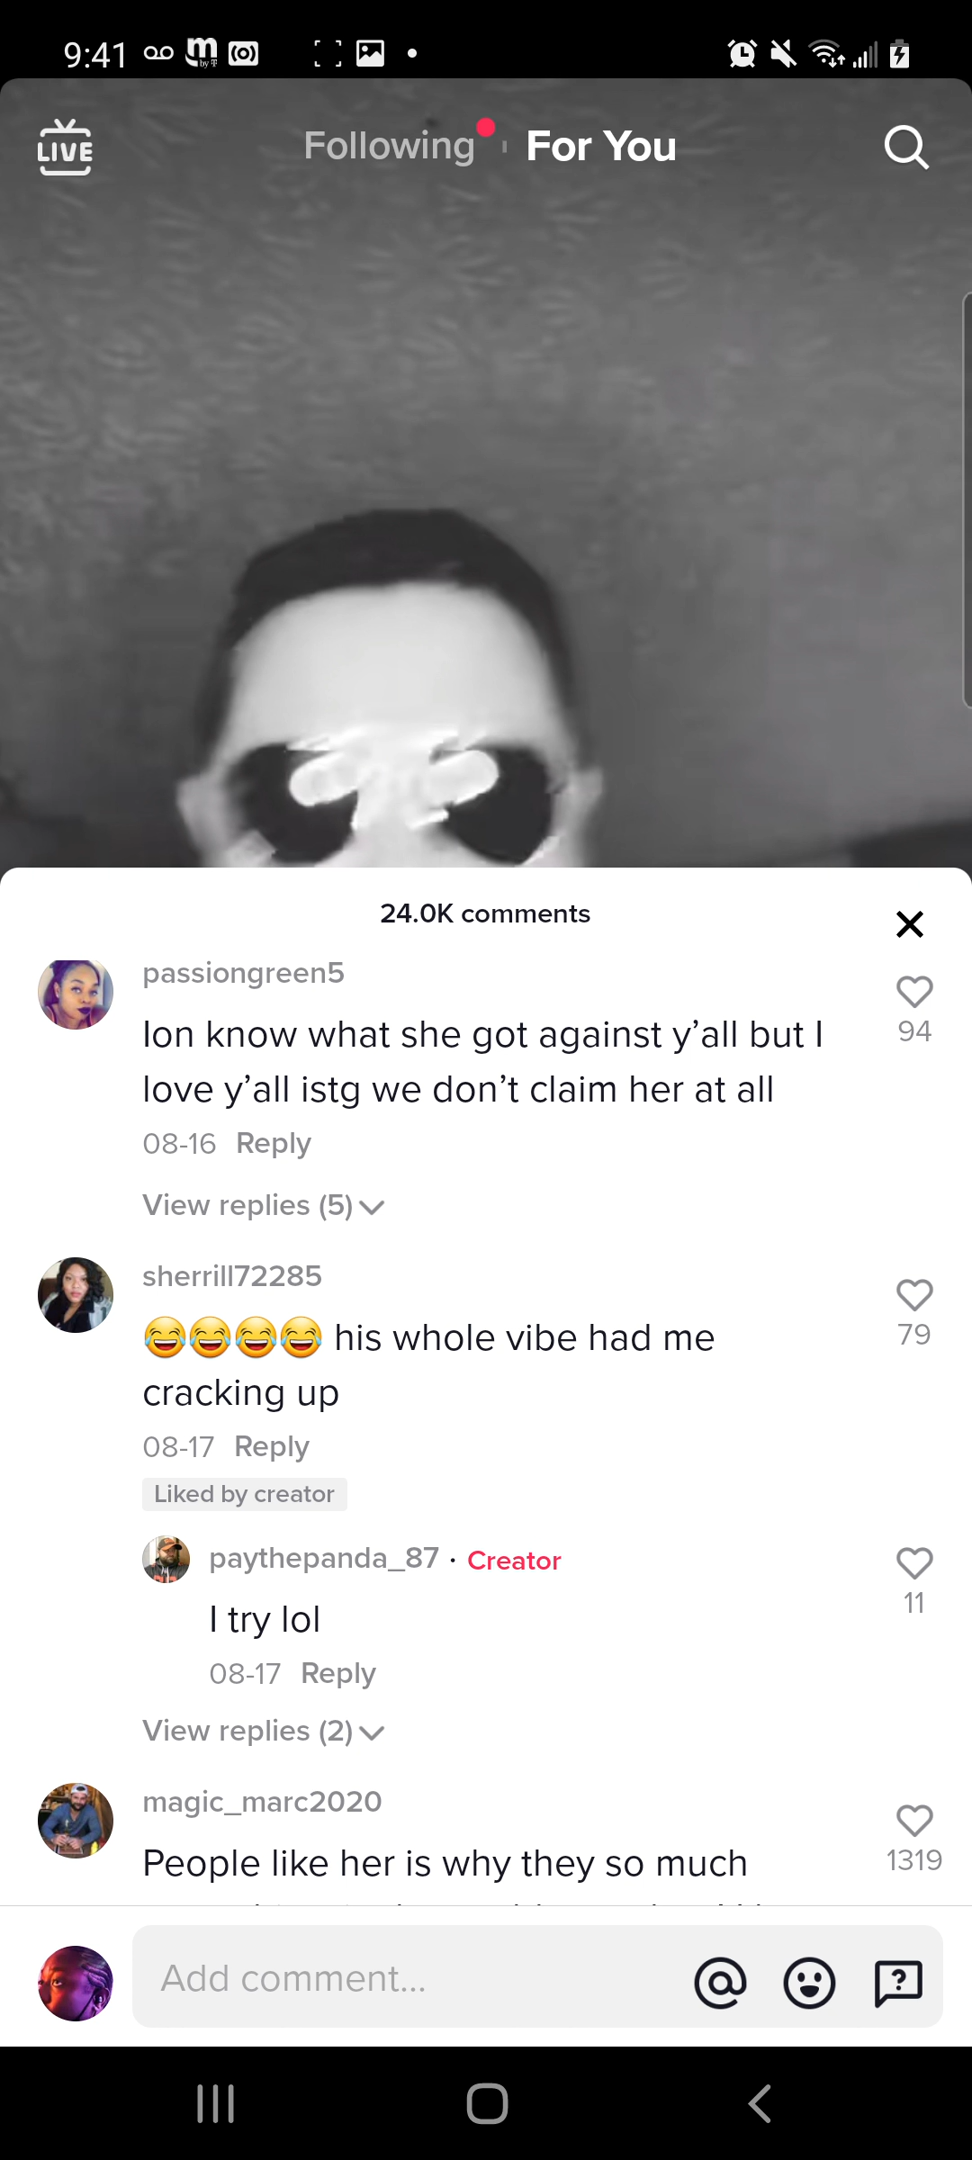 9:41
m
by T
LIVE
Following
For You
24.0K comments
passiongreen5
Ion know what she got against y’all but I
love y’all istg we don’t claim her at all
94
08-16 Reply
View replies (5)
sherrill72285
😂😂😂😂 his whole vibe had me
cracking up
79
08-17 Reply
Liked by creator
paythepanda_87 · Creator
I try lol
11
08-17 Reply
View replies (2)
magic_marc2020
People like her is why they so much
1319
Add comment...